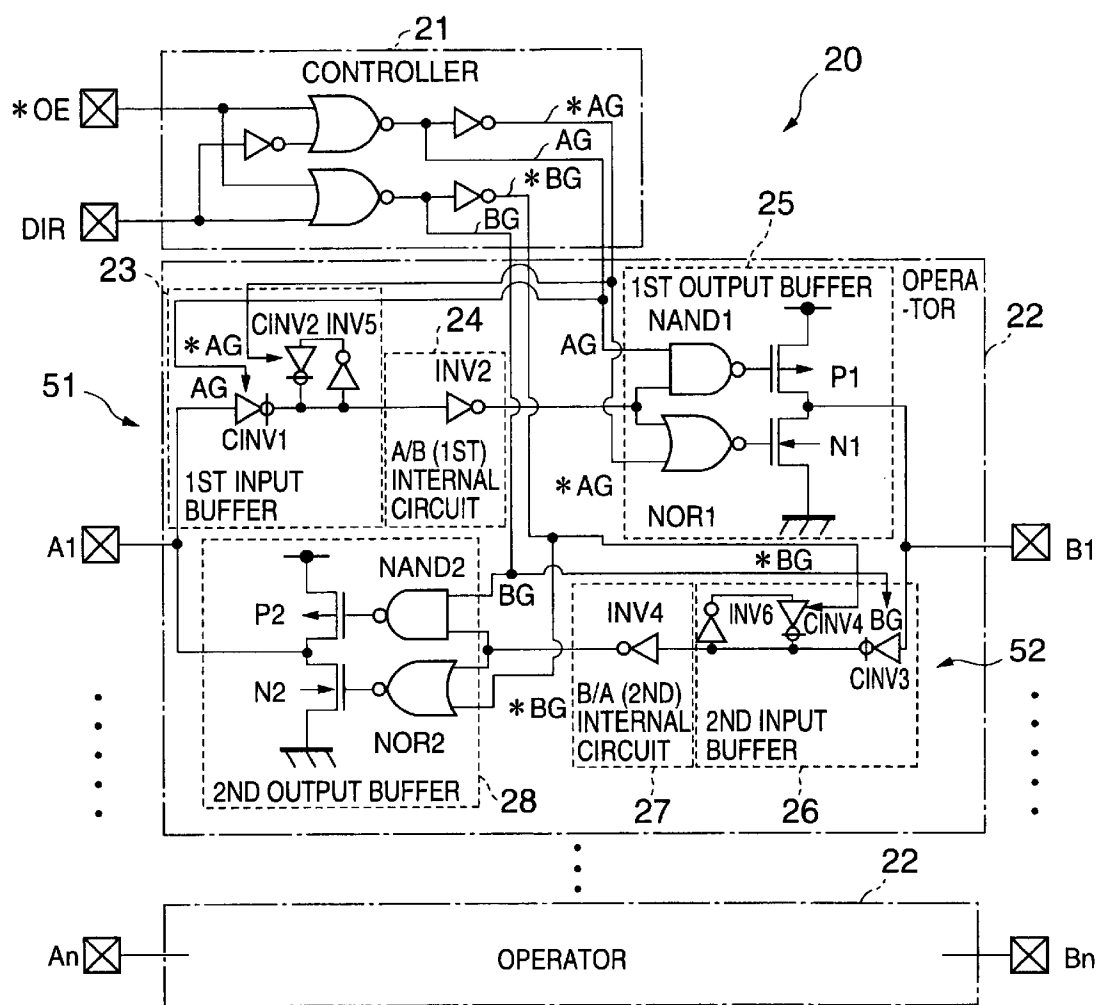 21
CONTROLLER
20
*OE
*AG
AG
*BG
BG
DIR
25
23
1ST OUTPUT BUFFER
OPERA
-TOR
22
24
CINV2 INV5
NAND1
*AG
AG
AG
INV2
P1
51
CINV1
N1
1ST INPUT
BUFFER
A/B (1ST)
INTERNAL
CIRCUIT
*AG
NOR1
A1
B1
NAND2
*BG
BG
P2
INV4
INV6
CINV4
BG
52
CINV3
N2
*BG
B/A (2ND)
INTERNAL
CIRCUIT
2ND INPUT
BUFFER
NOR2
2ND OUTPUT BUFFER
28
27
26
22
An
OPERATOR
Bn